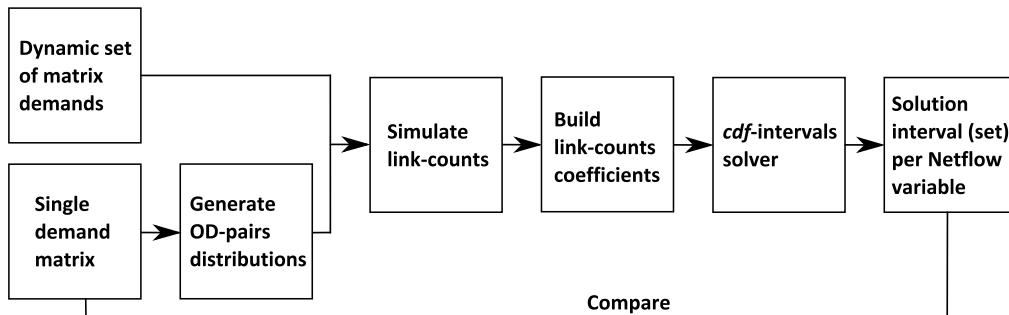 Dynamic set
of matrix
demands
Single
demand
matrix
Generate
OD-pairs
distributions
Simulate
link-counts
Build
link-counts
coefficients
cdf-intervals
solver
Solution
interval (set)
per Netflow
variable
Compare